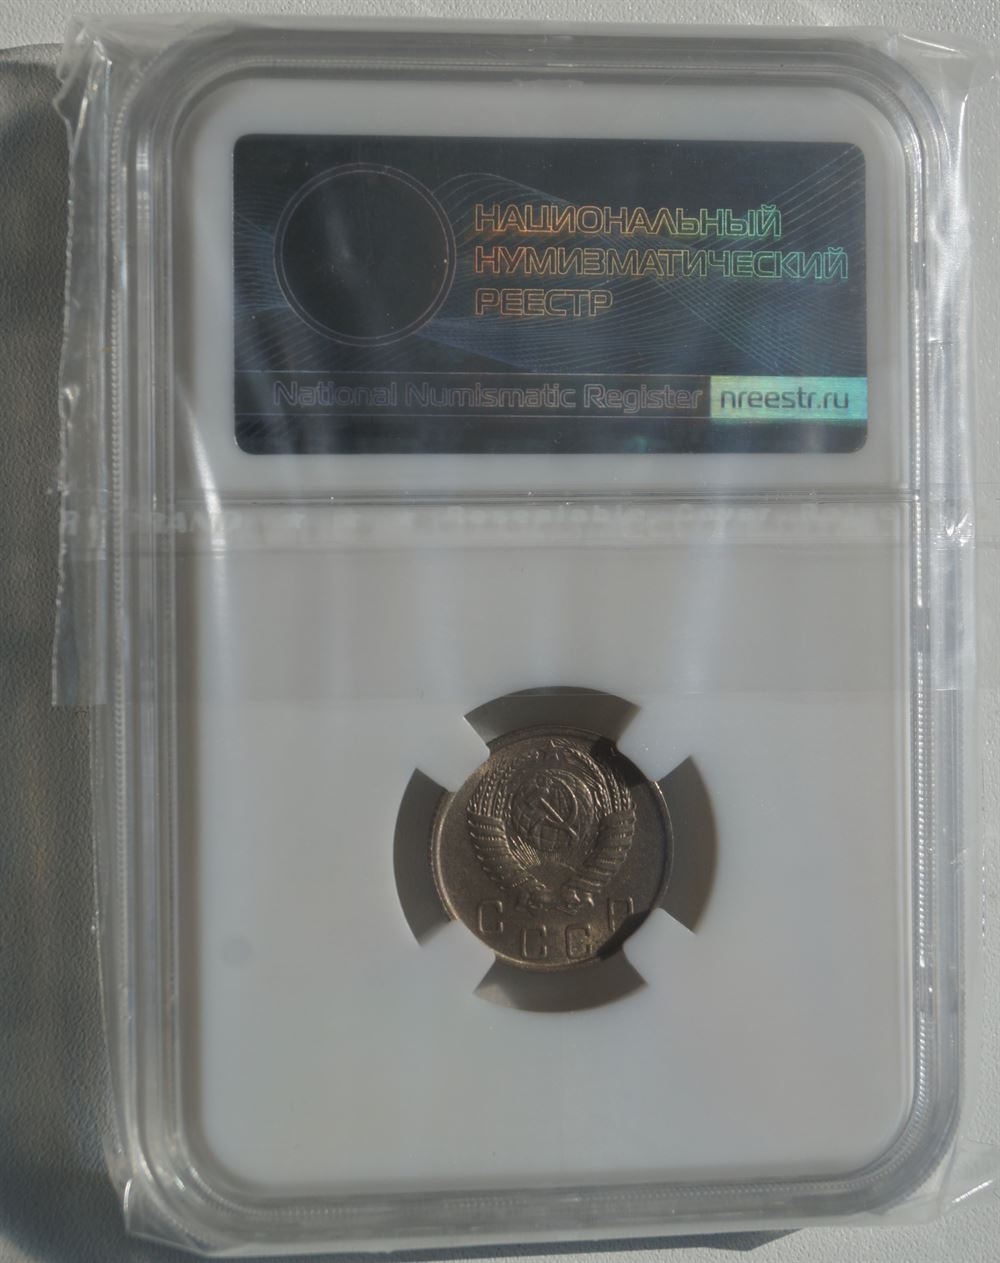 НАЦИОНАЛЬНЫЙ
НУМИЗМАТИЧЕСКИЙ
РЕЕСТР
National Numismatic Register nreestr.ru
СССР